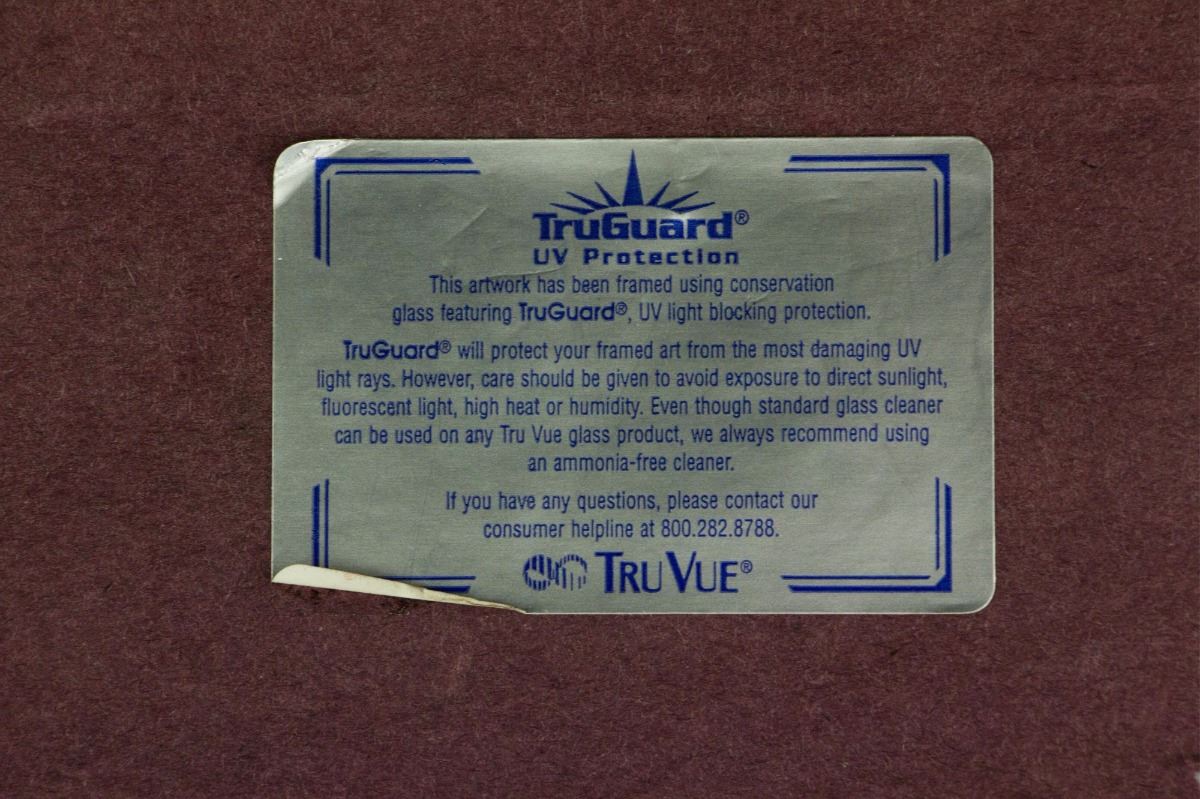 TruGuard®
UV Protection
This artwork has been framed using conservation
glass featuring TruGuard®, UV light blocking protection.
TruGuard® will protect your framed art from the most damaging UV
light rays. However, care should be given to avoid exposure to direct sunlight,
fluorescent light, high heat or humidity. Even though standard glass cleaner
can be used on any Tru Vue glass product, we always recommend using
an ammonia-free cleaner.
If you have any questions, please contact our
consumer helpline at 800.282.8788.
TRU VUE®